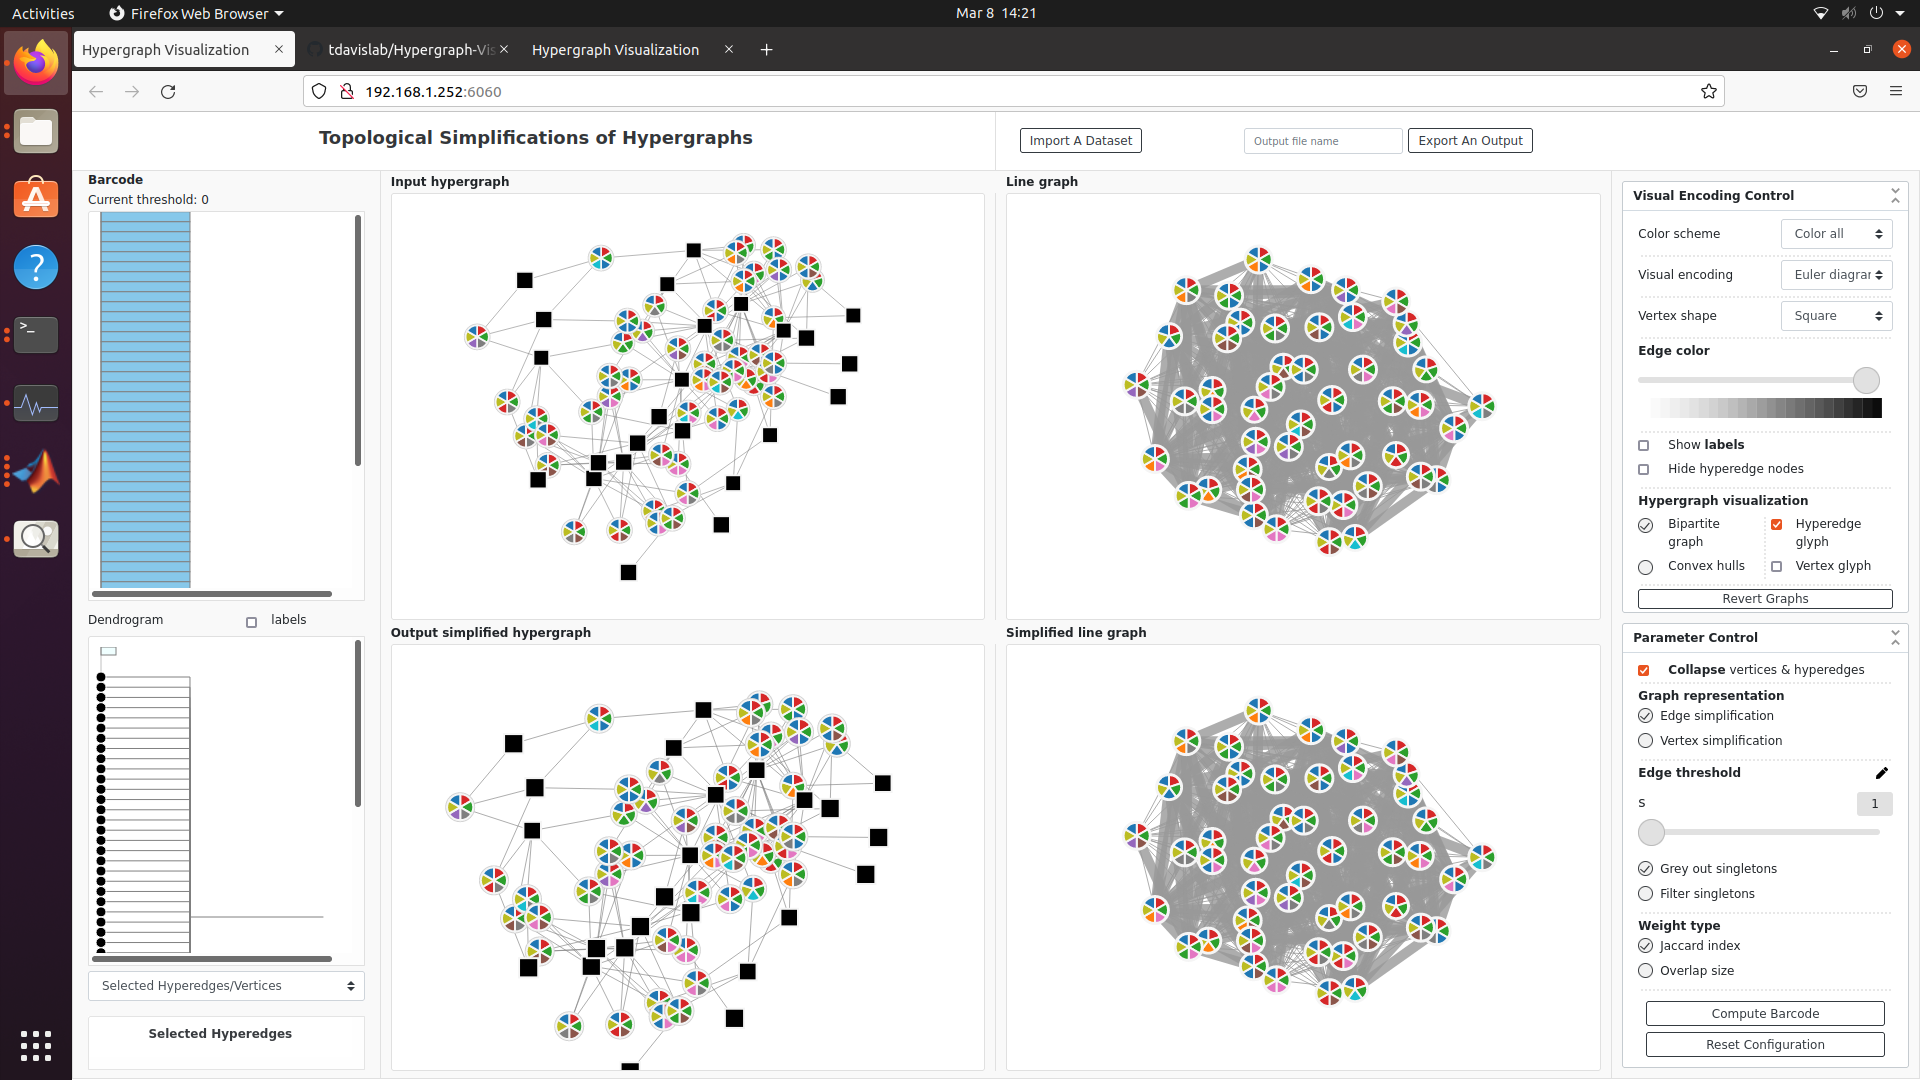 Activities
Firefox Web Browser
Mar 8 14:21
Hypergraph Visualization
tdavislab/Hypergraph-Vis
Hypergraph Visualization
192.168.1.252:6060
Topological Simplifications of Hypergraphs
Import A Dataset
Output file name
Export An Output
Barcode
Current threshold: 0
Input hypergraph
Line graph
Visual Encoding Control
Color scheme
Color all
Visual encoding
Euler diagrar
Vertex shape
Square
Edge color
Show labels
Hide hyperedge nodes
Hypergraph visualization
Bipartite graph
Hyperedge glyph
Convex hulls
Vertex glyph
Revert Graphs
Dendrogram
labels
Output simplified hypergraph
Simplified line graph
Parameter Control
Collapse vertices & hyperedges
Graph representation
Edge simplification
Vertex simplification
Edge threshold
s
1
Grey out singletons
Filter singletons
Weight type
Jaccard index
Overlap size
Compute Barcode
Reset Configuration
Selected Hyperedges/Vertices
Selected Hyperedges